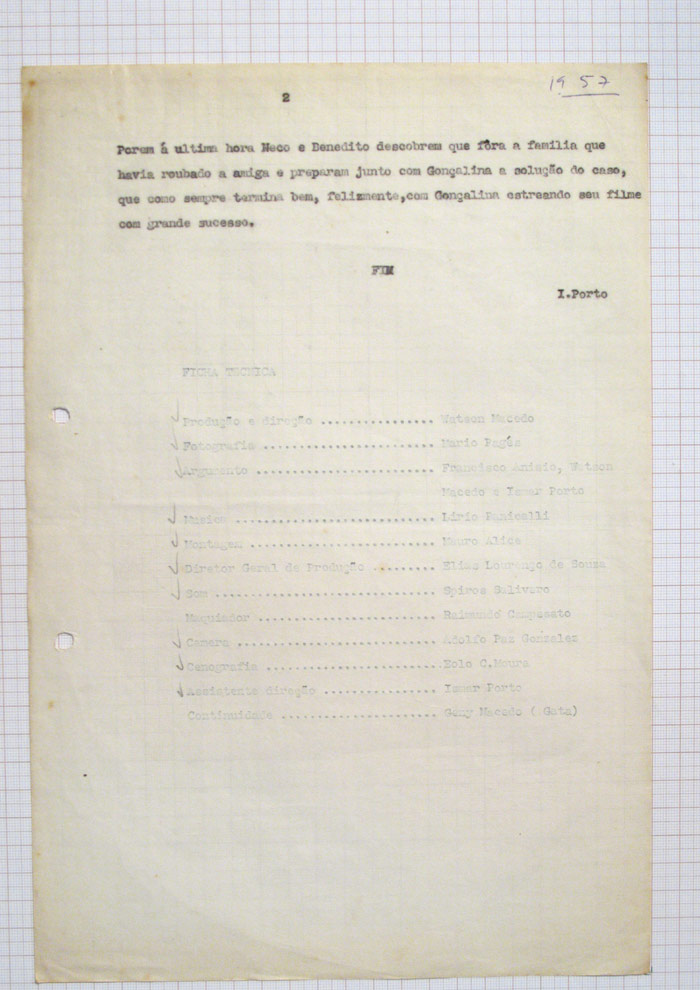 1957
2
Porem á ultima hora Neco e Benedito descobrem que fôra a familia que
havia roubado a amiga e preparam junto com Gonçalina a solução do caso,
que como sempre termina bem, felizmente,com Gonçalina estreando seu filme
com grande sucesso.
FIM
I.Porto
FICHA TECNICA
Produção e direção ................ Watson Macedo
Fotografia ........................ Mario Pagés
Argumento ......................... Francisco Anisio, Watson
Macedo e Ismar Porto
Musica ............................ Lirio Panicalli
Montagem .......................... Mauro Alice
Diretor Geral de Produção ......... Elias Lourenço de Souza
Som ............................... Spiros Saliveros
Maquiador ......................... Raimundo Campesato
Camera ............................ Adolfo Paz Gonzalez
Cenografia ........................ Eolo C.Moura
Assistente direção ................ Ismar Porto
Continuidade ...................... Geny Macedo ( Gata)